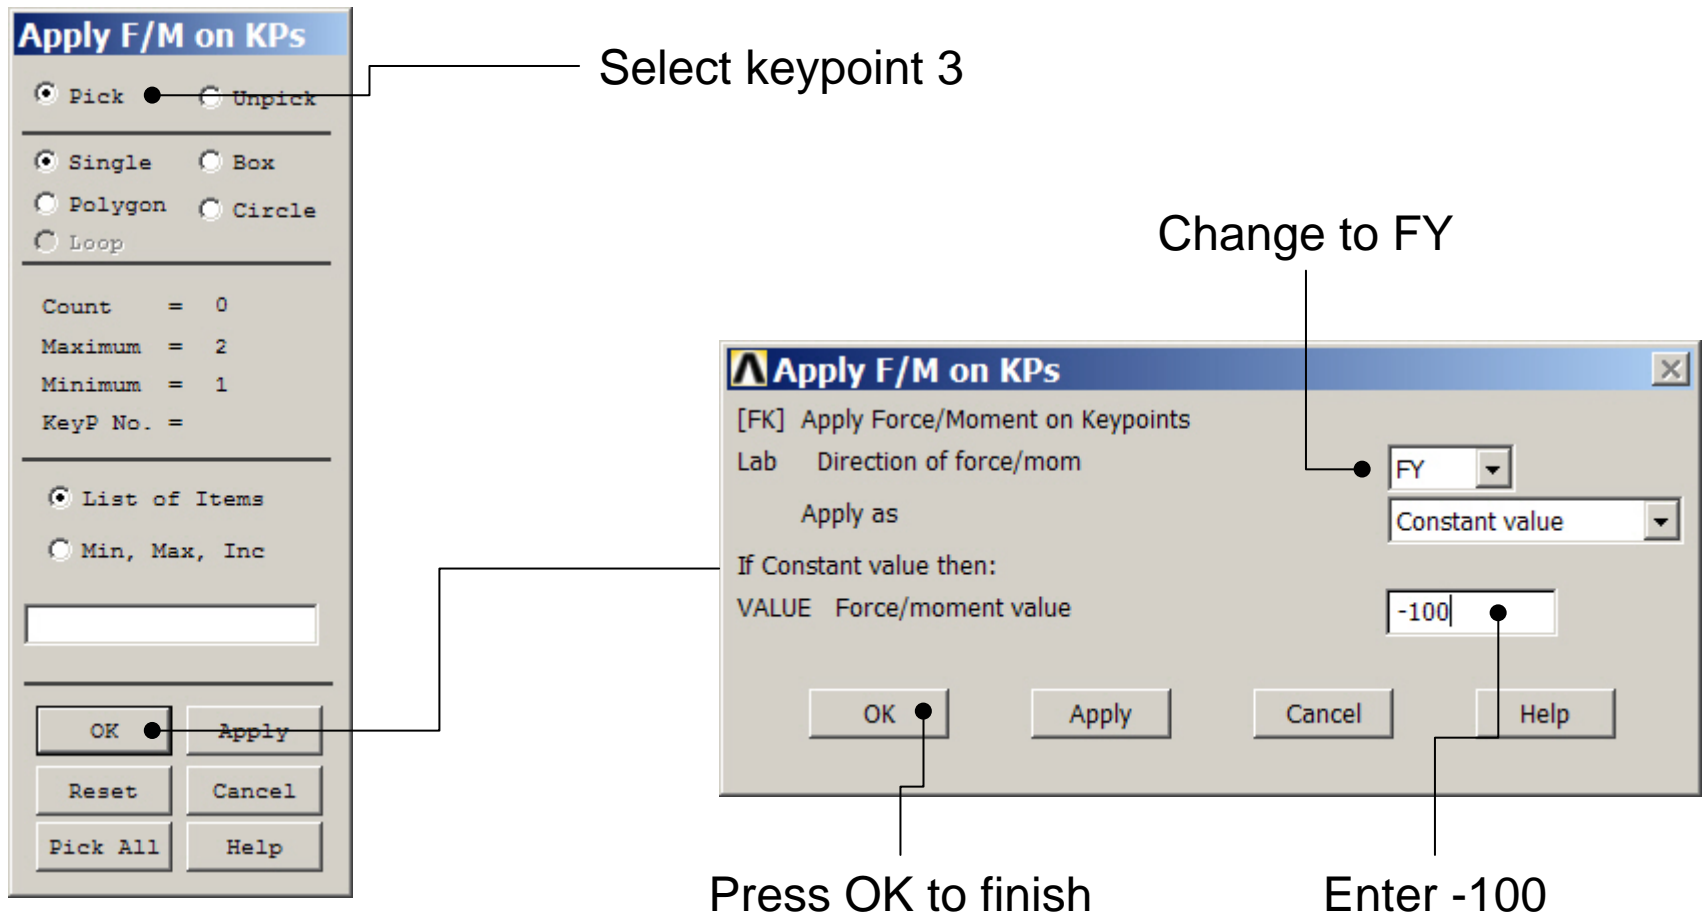 Apply F/M on KPs
Pick Unpick
Single Box
Polygon Circle
Loop
Count = 0
Maximum = 2
Minimum = 1
KeyP No. =
List of Items
Min, Max, Inc
OK Apply
Reset Cancel
Pick All Help
Select keypoint 3
Change to FY
Apply F/M on KPs
[FK] Apply Force/Moment on Keypoints
Lab Direction of force/mom FY
Apply as Constant value
If Constant value then:
VALUE Force/moment value -100
OK Apply Cancel Help
Press OK to finish
Enter -100